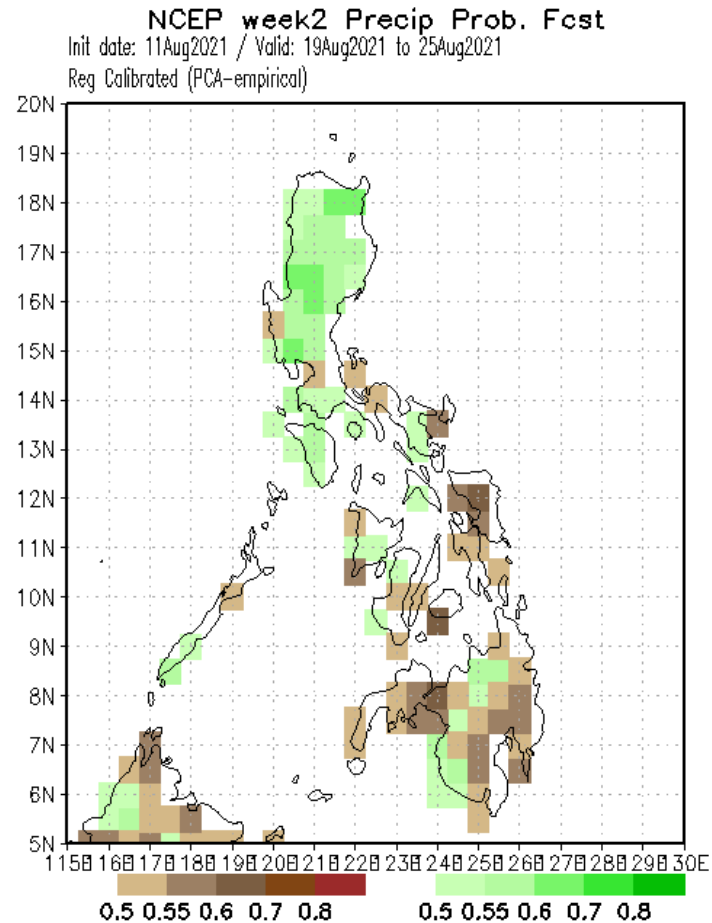 NCEP week2 Precip Prob. Fcst
Init date: 11Aug2021 / Valid: 19Aug2021 to 25Aug2021
Reg Calibrated (PCA-empirical)
20N
19N
18N
17N
16N
15N
14N
13N
12N
11N
10N
9N
8N
7N
6N
5N
115E 116E 117E 118E 119E 120E 121E 122E 123E 124E 125E 126E 127E 128E 129E 130E
0.5 0.55 0.6 0.7 0.8 0.5 0.55 0.6 0.7 0.8